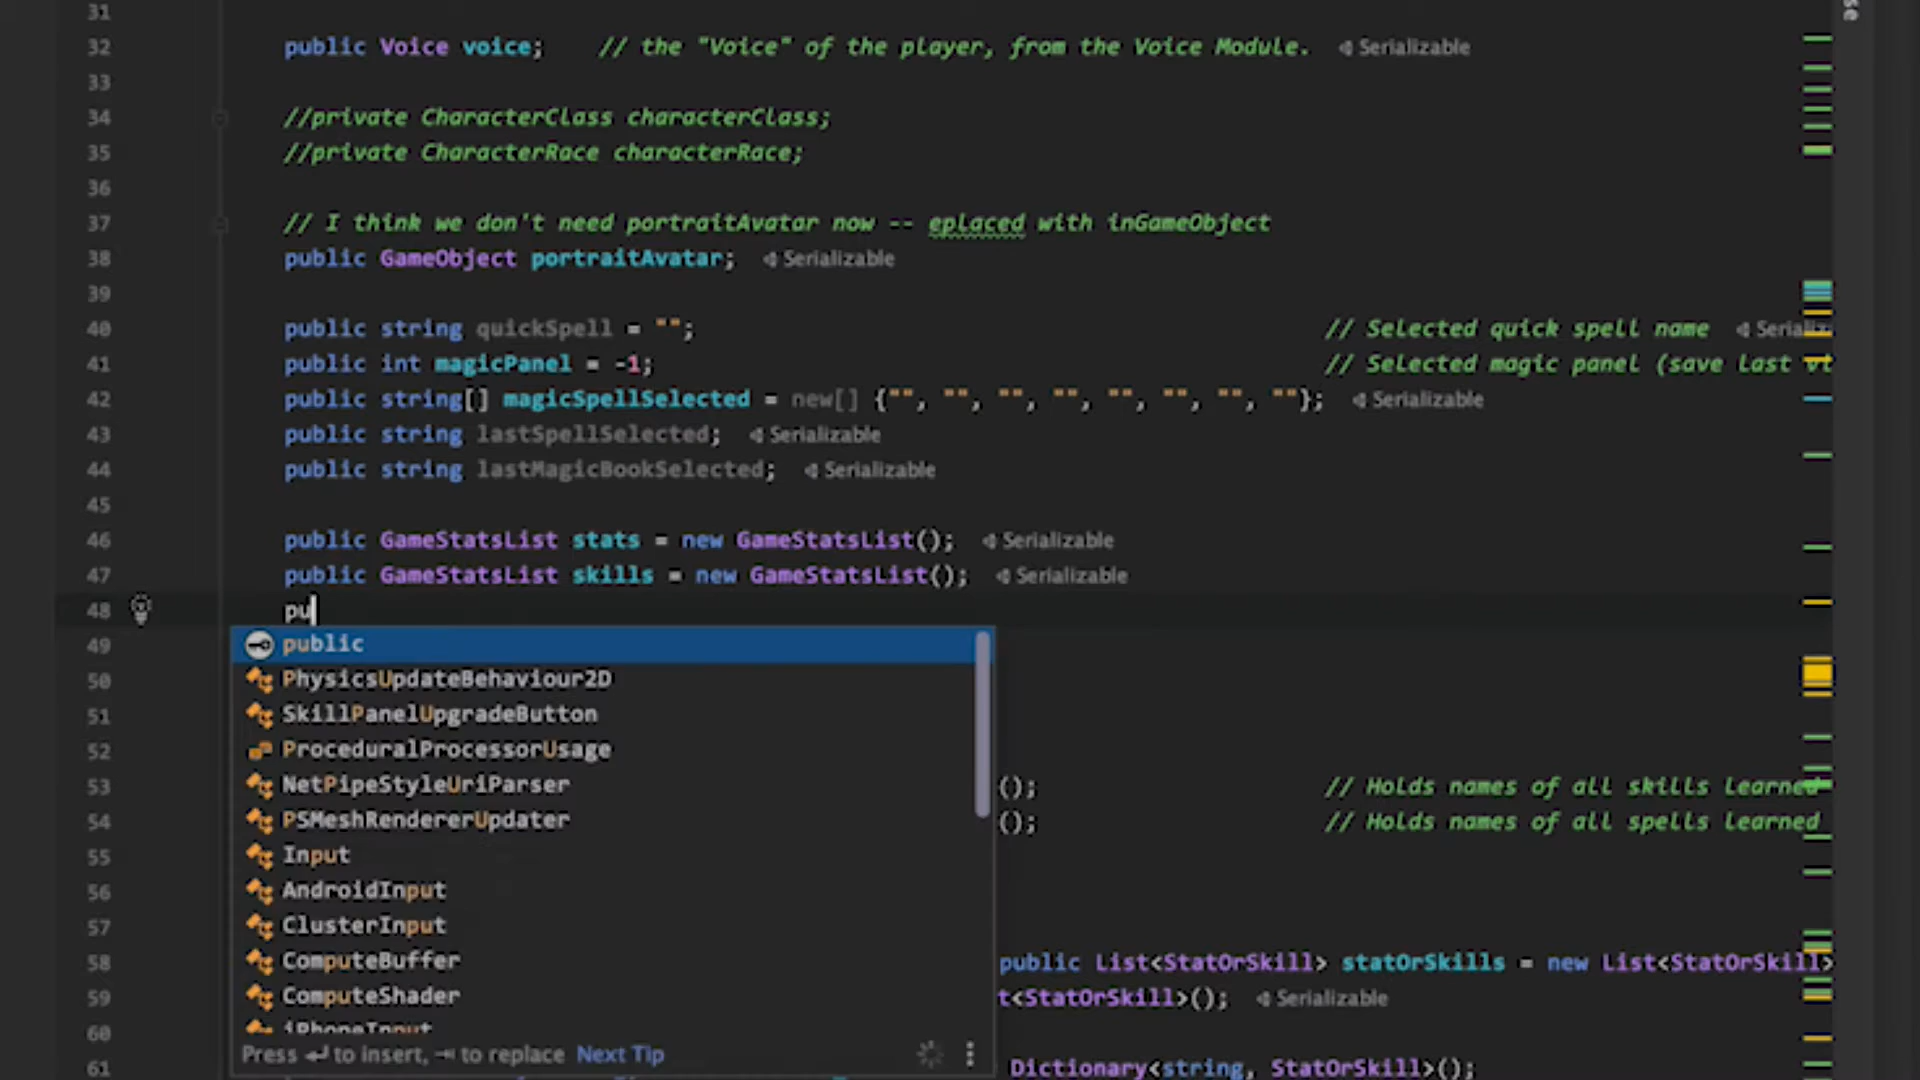 31
32 public Voice voice; // the "Voice" of the player, from the Voice Module. Serializable
33
34 //private CharacterClass characterClass;
35 //private CharacterRace characterRace;
36
37 // I think we don't need portraitAvatar now -- eplaced with inGameObject
38 public GameObject portraitAvatar; Serializable
39
40 public string quickSpell = ""; // Selected quick spell name
41 public int magicPanel = -1; // Selected magic panel (save last
42 public string[] magicSpellSelected = new[] {"", "", "", "", "", "", "", ""}; Serializable
43 public string lastSpellSelected; Serializable
44 public string lastMagicBookSelected; Serializable
45
46 public GameStatsList stats = new GameStatsList(); Serializable
47 public GameStatsList skills = new GameStatsList(); Serializable
48 pu
49 public
50 PhysicsUpdateBehaviour2D
51 SkillPanelUpgradeButton
52 ProceduralProcessorUsage
53 NetPipeStyleUriParser (); // Holds names of all skills learned
54 PSMeshRendererUpdater (); // Holds names of all spells learned
55 Input
56 AndroidInput
57 ClusterInput
58 ComputeBuffer public List<StatOrSkill> statOrSkills = new List<StatOrSkill>
59 ComputeShader t<StatOrSkill>(); Serializable
60 iPhoneInput
Press ↵ to insert, ⇥ to replace Next Tip
61 Dictionary<string, StatOrSkill>();